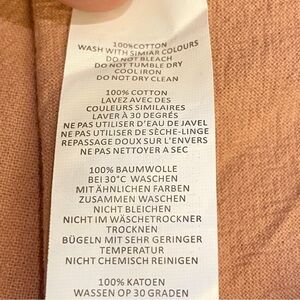 100%COTTON
WASH WITH SIMIAR COLOURS
DO NOT BLEACH
DO NOT TUMBLE DRY
COOL IRON
DO NOT DRY CLEAN
100% COTTON
LAVEZ AVEC DES
COULEURS SIMILAIRES
LAVER À 30 DEGRÉS
NE PAS UTILISER D'EAU DE JAVEL
NE PAS UTILISER DE SÈCHE-LINGE
REPASSAGE DOUX SUR L'ENVERS
NE PAS NETTOYER A SEC
100% BAUMWOLLE
BEI 30°C WASCHEN
MIT ÄHNLICHEN FARBEN
ZUSAMMEN WASCHEN
NICHT BLEICHEN
NICHT IM WÄSCHETROCKNER
TROCKNEN
BÜGELN MIT SEHR GERINGER
TEMPERATUR
NICHT CHEMISCH REINIGEN
100% KATOEN
WASSEN OP 30 GRADEN